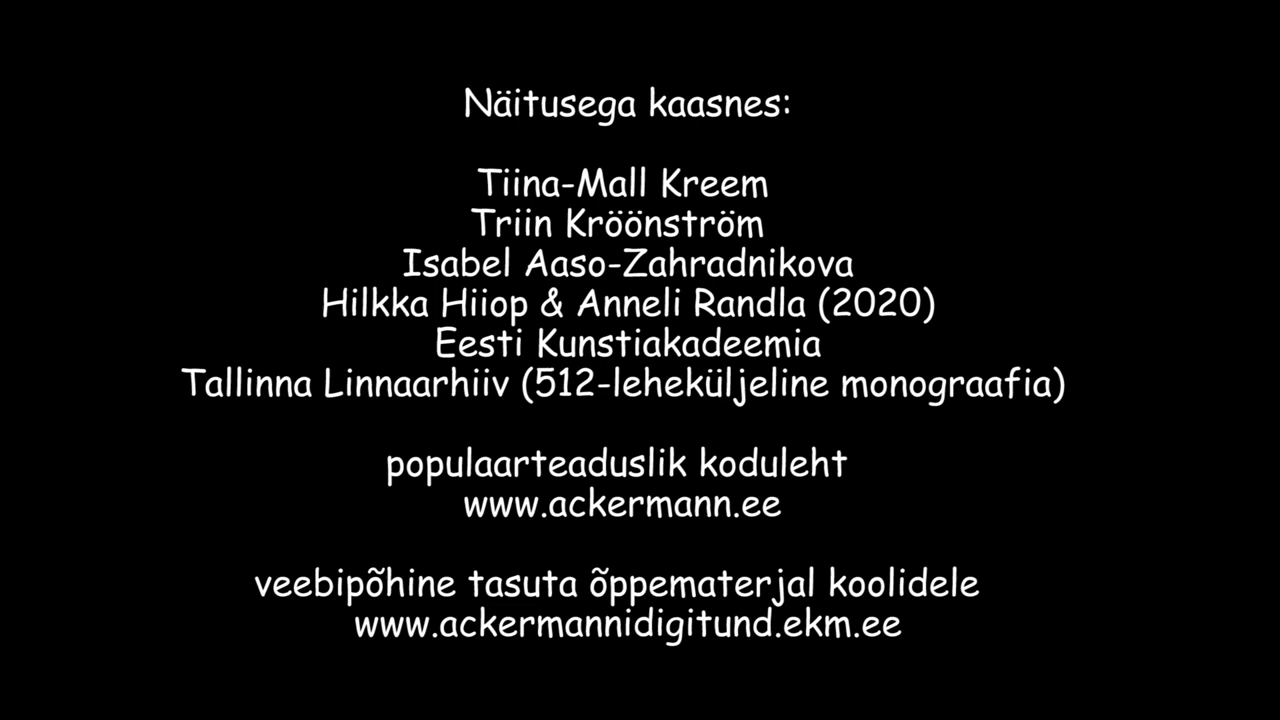 Näitusega kaasnes:
Tiina-Mall Kreem
Triin Kröönström
Isabel Aaso-Zahradnikova
Hilkka Hiiop & Anneli Randla (2020)
Eesti Kunstiakadeemia
Tallinna Linnaarhiiv (512-leheküljeline monograafia)
populaarteaduslik koduleht
www.ackermann.ee
veebipõhine tasuta õppematerjal koolidele
www.ackermannidigitund.ekm.ee